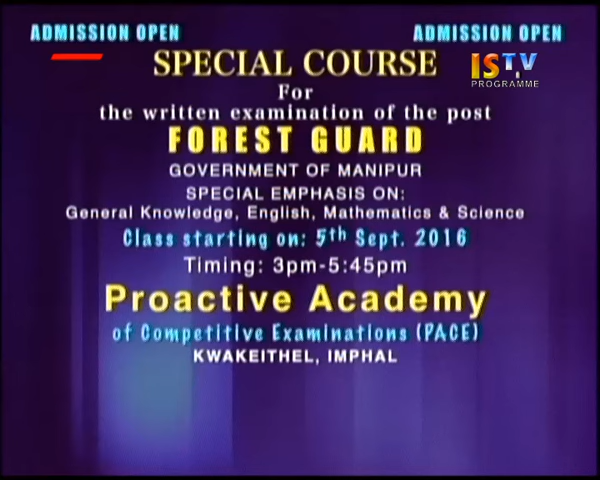 ADMISSION OPEN
ADMISSION OPEN
SPECIAL COURSE
ISTV
PROGRAMME
For
the written examination of the post
FOREST GUARD
GOVERNMENT OF MANIPUR
SPECIAL EMPHASIS ON:
General Knowledge, English, Mathematics & Science
Class starting on: 5th Sept. 2016
Timing: 3pm-5:45pm
Proactive Academy
of Competitive Examinations (PACE)
KWAKEITHEL, IMPHAL